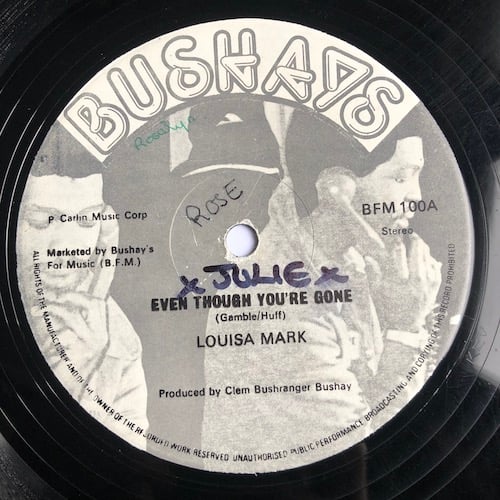 BUSHAYS
Rosalyn
ROSE
P. Carlin Music Corp
BFM 100A
Stereo
Marketed by Bushay's
For Music (B.F.M.)
x JULIE x
EVEN THOUGH YOU'RE GONE
(Gamble/Huff)
LOUISA MARK
Produced by Clem Bushranger Bushay
ALL RIGHTS OF THE MANUFACTURER AND OF THE OWNER OF THE RECORDED WORK RESERVED UNAUTHORISED PUBLIC PERFORMANCE BROADCASTING AND COPYING OF THIS RECORD PROHIBITED